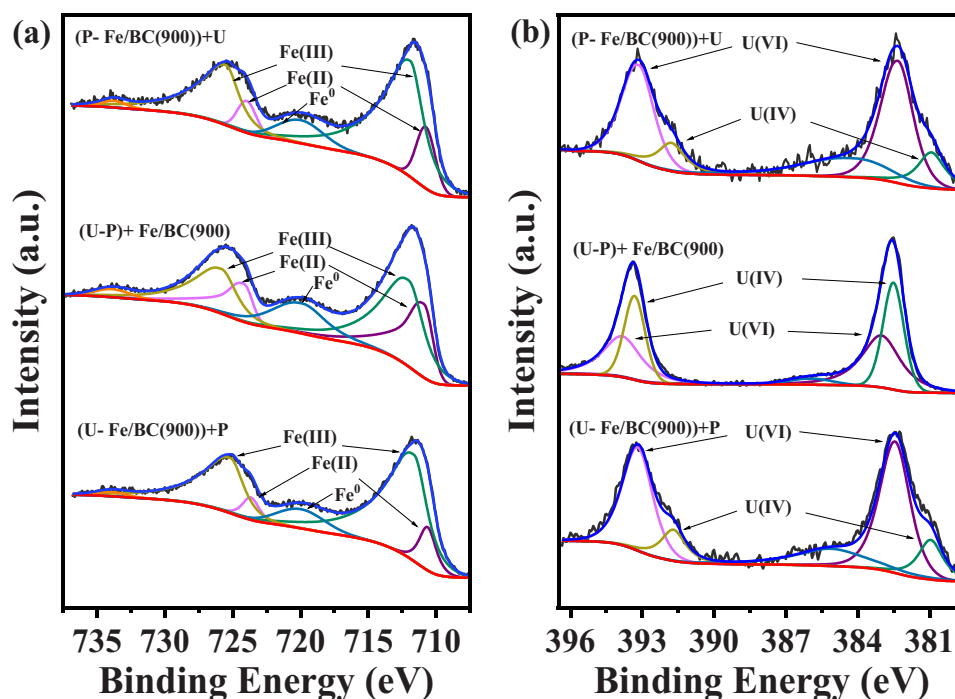 (a)
(P- Fe/BC(900))+U
Fe(III)
Fe(II)
Fe⁰
(U-P)+ Fe/BC(900)
Fe(III)
Fe(II)
Fe⁰
(U- Fe/BC(900))+P
Fe(III)
Fe(II)
Fe⁰
Intensity (a.u.)
735 730 725 720 715 710
Binding Energy (eV)
(b)
(P- Fe/BC(900))+U
U(VI)
U(IV)
(U-P)+ Fe/BC(900)
U(IV)
U(VI)
(U- Fe/BC(900))+P
U(VI)
U(IV)
Intensity (a.u.)
396 393 390 387 384 381
Binding Energy (eV)